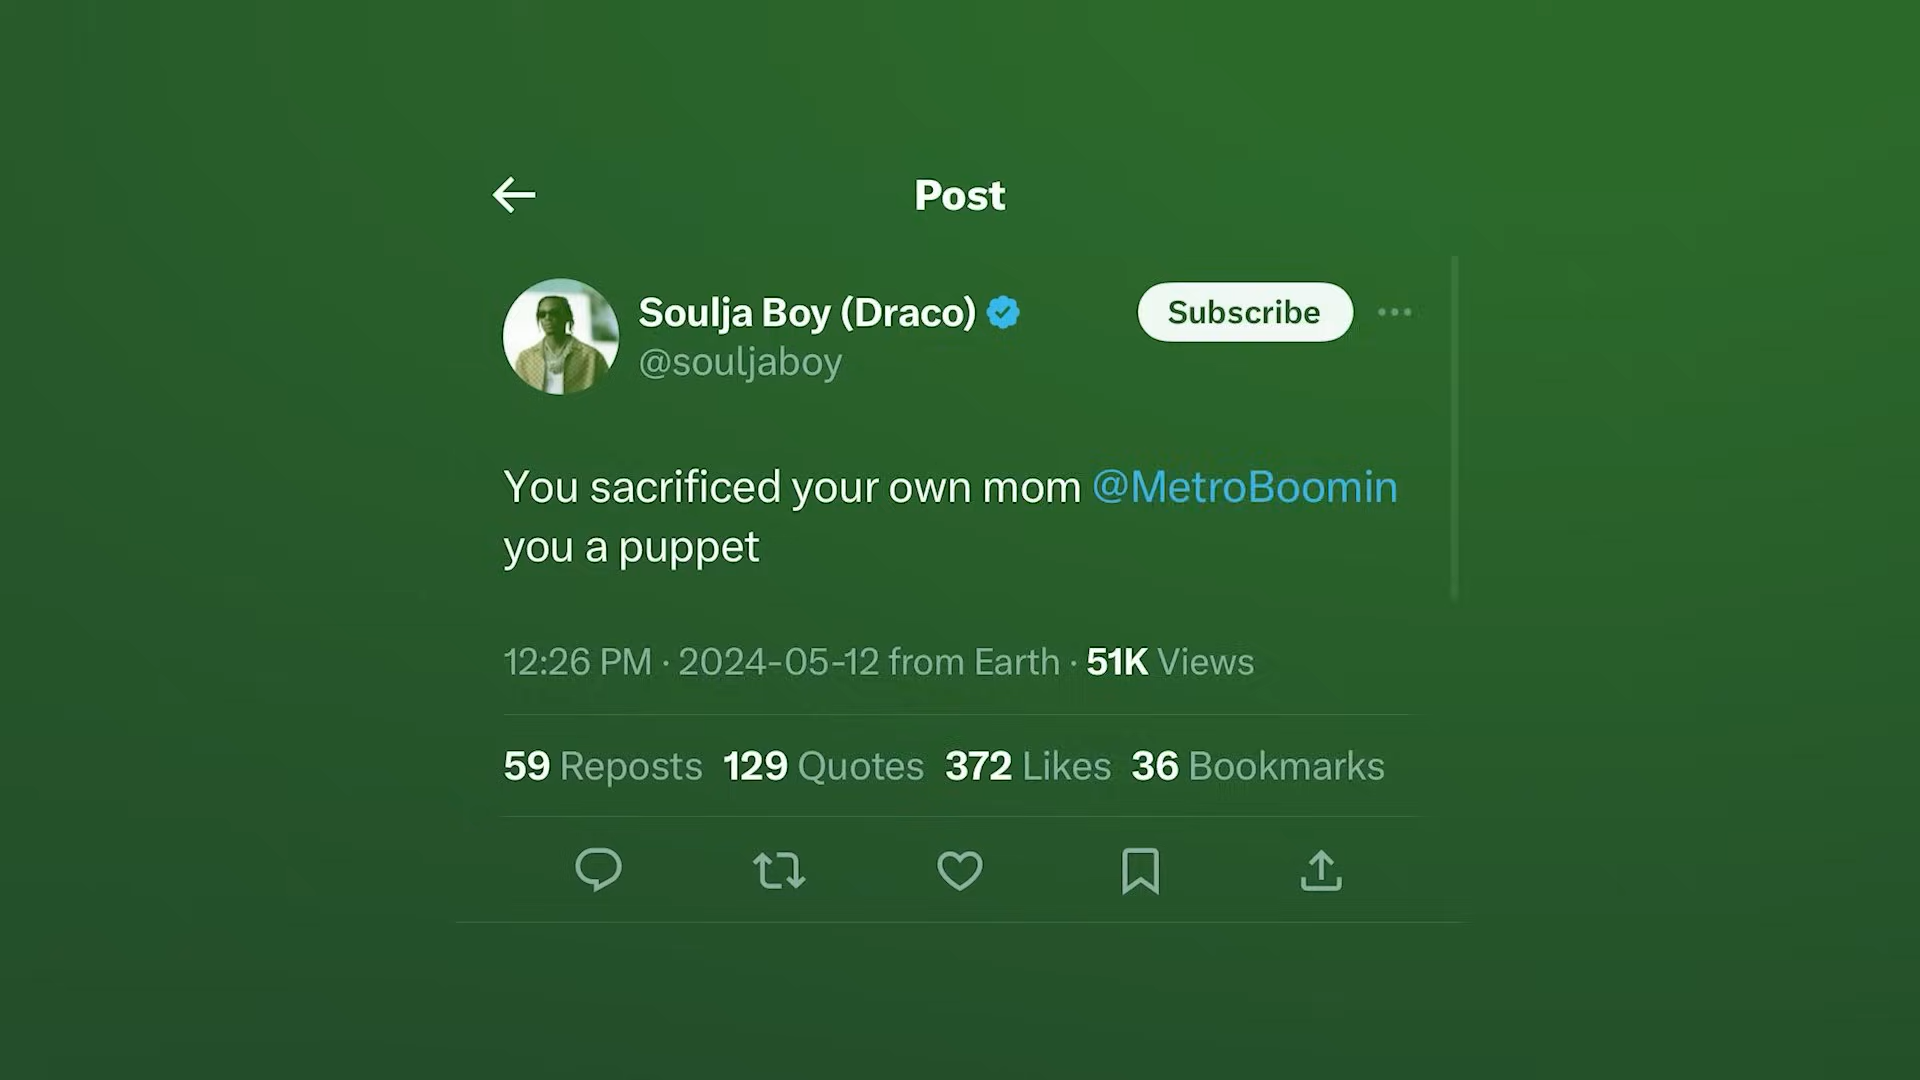 Post
Soulja Boy (Draco)
Subscribe
@souljaboy
You sacrificed your own mom @MetroBoomin
you a puppet
12:26 PM · 2024-05-12 from Earth · 51K Views
59 Reposts 129 Quotes 372 Likes 36 Bookmarks